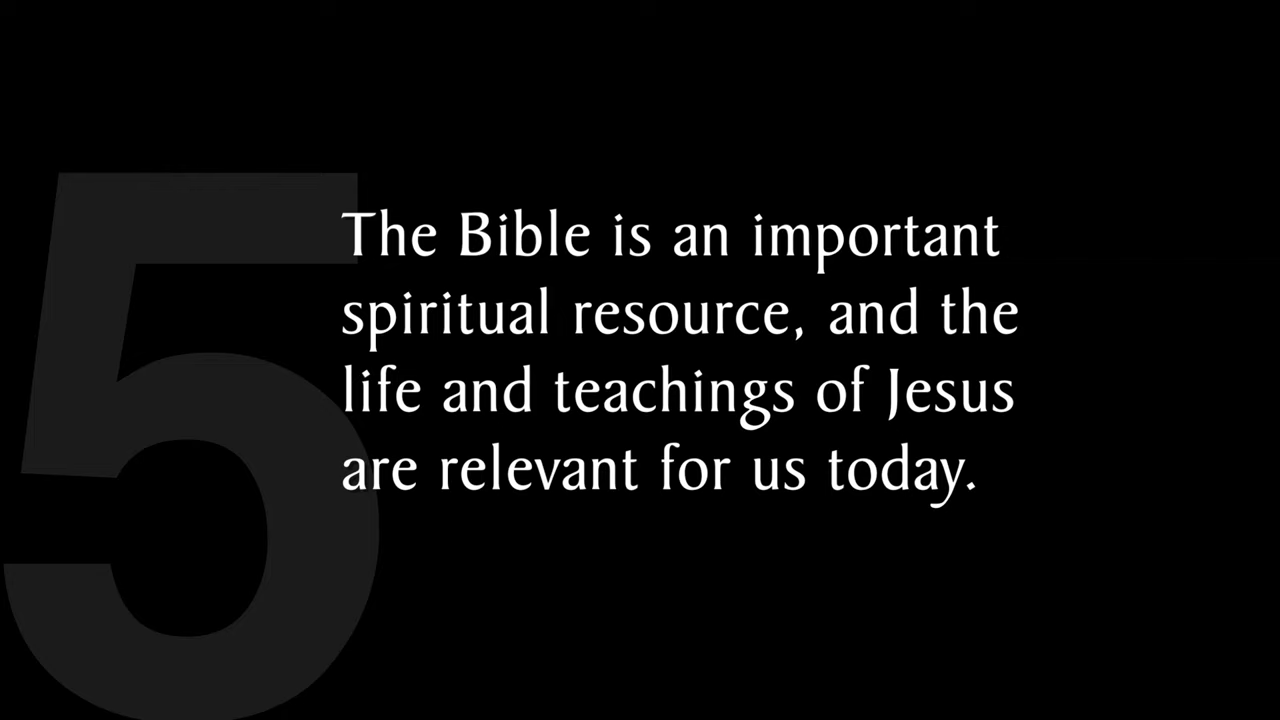 5
The Bible is an important
spiritual resource, and the
life and teachings of Jesus
are relevant for us today.